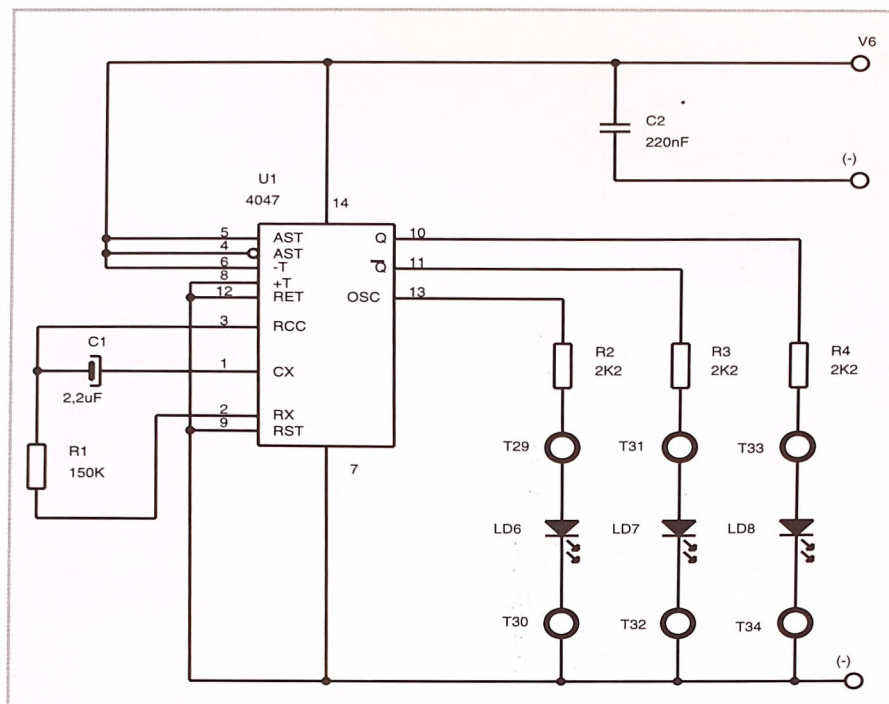 V6
C2
220nF
(-)
U1
4047
14
5 AST Q 10
4 AST Q 11
6 -T
8 +T OSC 13
12 RET
3 RCC
C1
2,2uF
1 CX
2 RX
9 RST
R1
150K
7
R2
2K2
R3
2K2
R4
2K2
T29
T31
T33
LD6
LD7
LD8
T30
T32
T34
(-)